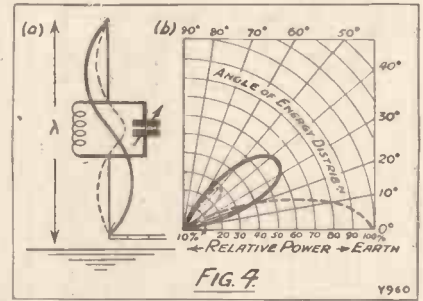 (a)
(b)
90° 80° 70° 60° 50°
40°
30°
20°
10°
0°
λ
ANGLE OF ENERGY DISTRIBN
10% 20 30 40 50 60 70 80 90 100%
RELATIVE POWER → EARTH
FIG. 4.
Y960